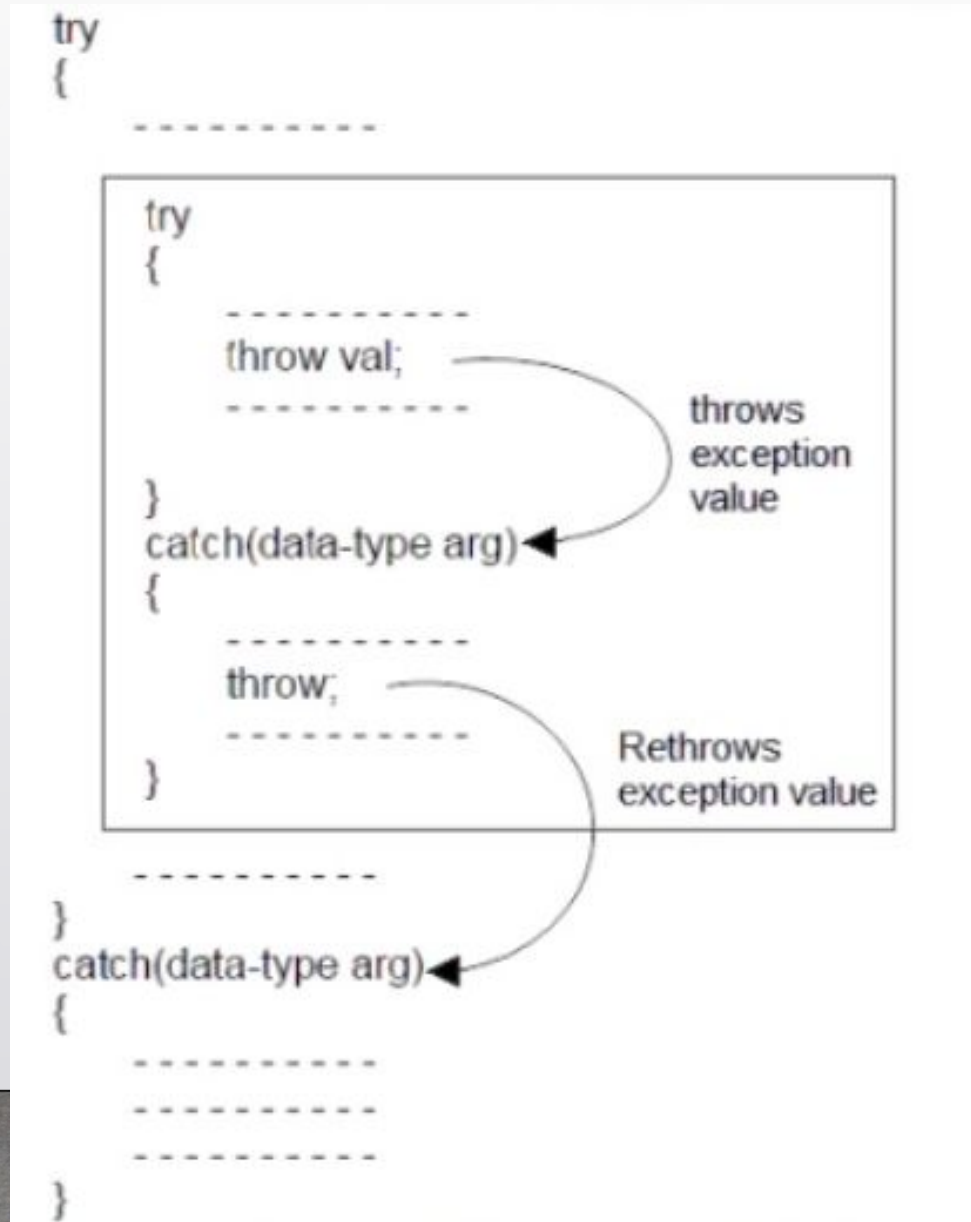 try
{
- - - - - - - - - -
try
{
- - - - - - - - - -
throw val;
- - - - - - - - - -
throws
exception
value
}
catch(data-type arg)
{
- - - - - - - - - -
throw;
- - - - - - - - - -
Rethrows
exception value
}
- - - - - - - - - -
}
catch(data-type arg)
{
- - - - - - - - - -
- - - - - - - - - -
- - - - - - - - - -
}